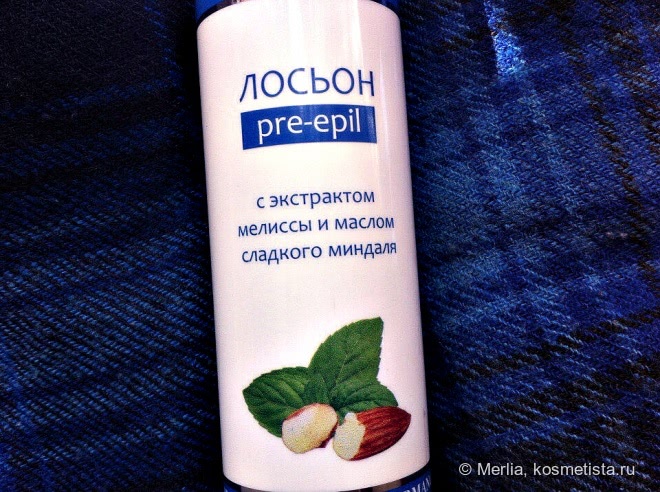 ЛОСЬОН
pre-epil
с экстрактом
мелиссы и маслом
сладкого миндаля
© Merlia, kosmetista.ru